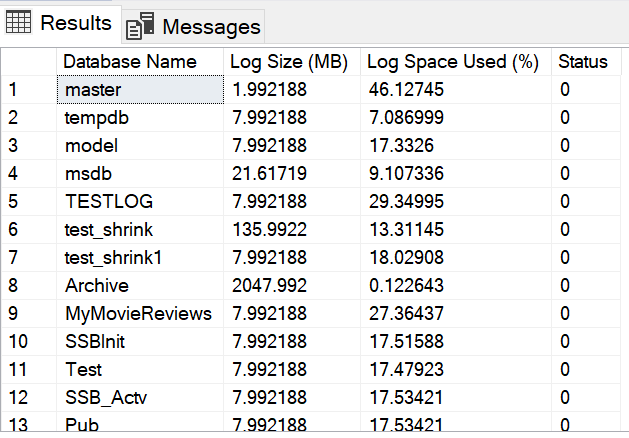 Results Messages
Database Name Log Size (MB) Log Space Used (%) Status
1 master 1.992188 46.12745 0
2 tempdb 7.992188 7.086999 0
3 model 7.992188 17.3326 0
4 msdb 21.61719 9.107336 0
5 TESTLOG 7.992188 29.34995 0
6 test_shrink 135.9922 13.31145 0
7 test_shrink1 7.992188 18.02908 0
8 Archive 2047.992 0.122643 0
9 MyMovieReviews 7.992188 27.36437 0
10 SSBInit 7.992188 17.51588 0
11 Test 7.992188 17.47923 0
12 SSB_Actv 7.992188 17.53421 0
13 Pub 7.992188 17.53421 0